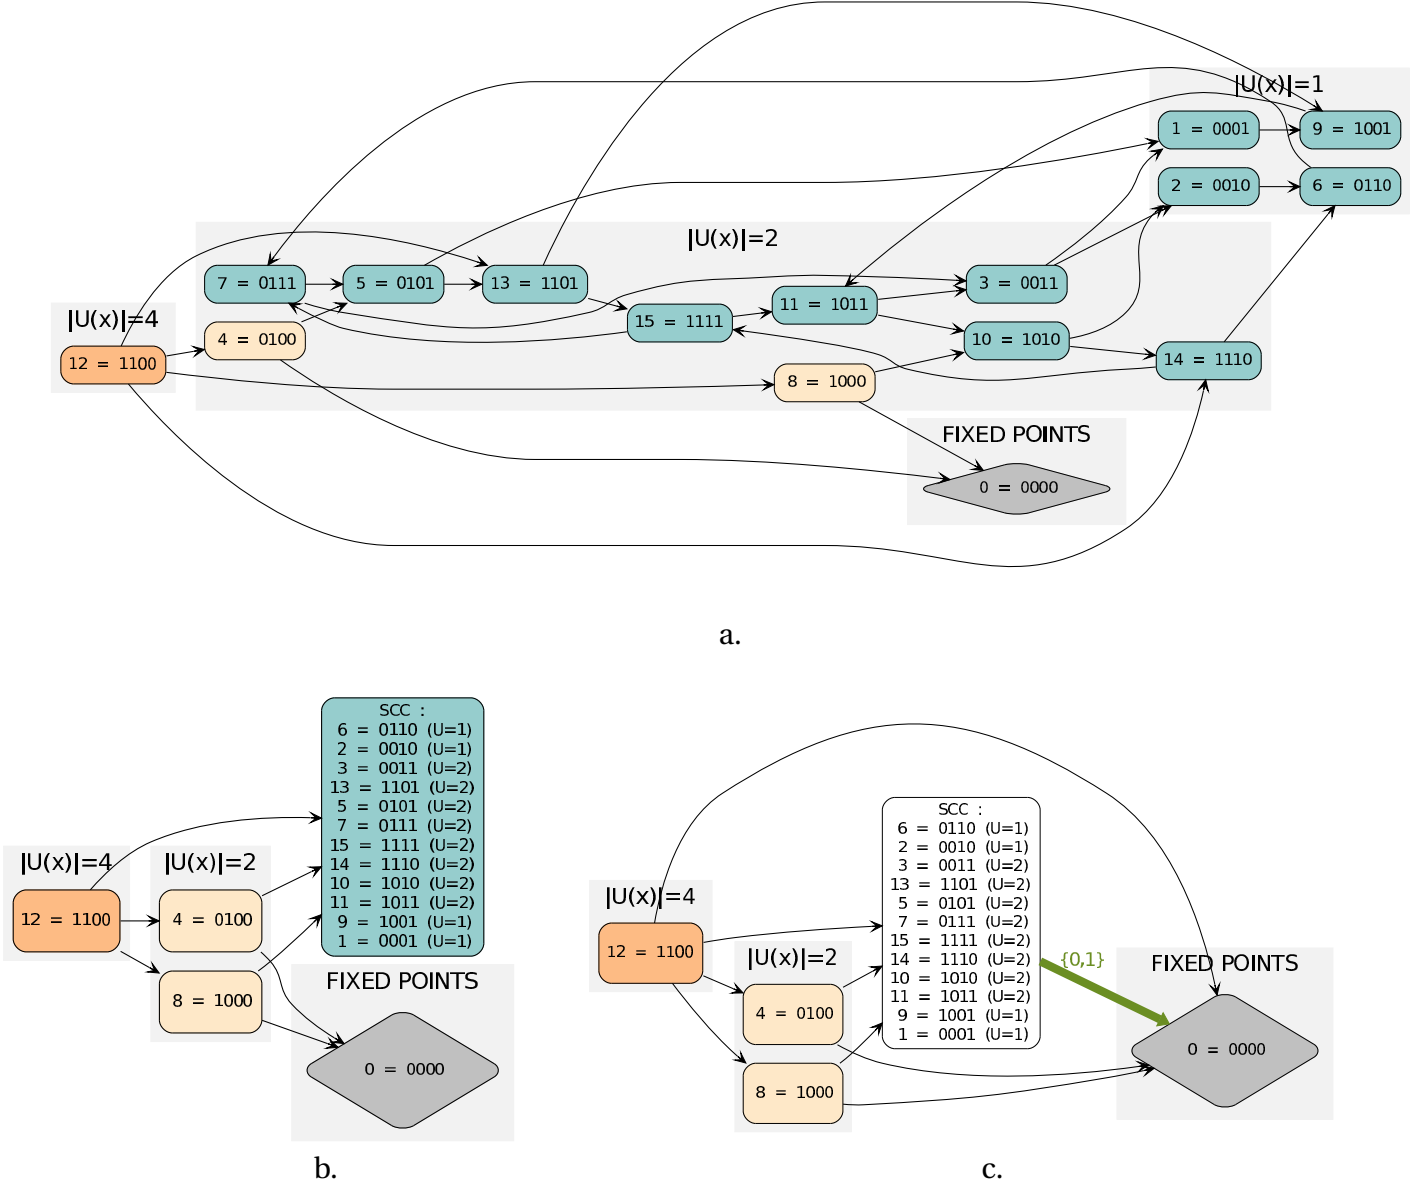 |U(x)|=1
1 = 0001
9 = 1001
2 = 0010
6 = 0110
|U(x)|=2
7 = 0111
5 = 0101
13 = 1101
3 = 0011
11 = 1011
15 = 1111
|U(x)|=4
4 = 0100
10 = 1010
12 = 1100
14 = 1110
8 = 1000
FIXED POINTS
0 = 0000
a.
SCC :
6 = 0110 (U=1)
2 = 0010 (U=1)
3 = 0011 (U=2)
13 = 1101 (U=2)
5 = 0101 (U=2)
7 = 0111 (U=2)
15 = 1111 (U=2)
14 = 1110 (U=2)
10 = 1010 (U=2)
11 = 1011 (U=2)
9 = 1001 (U=1)
1 = 0001 (U=1)
|U(x)|=4
|U(x)|=2
12 = 1100
4 = 0100
8 = 1000
FIXED POINTS
0 = 0000
b.
SCC :
6 = 0110 (U=1)
2 = 0010 (U=1)
3 = 0011 (U=2)
13 = 1101 (U=2)
5 = 0101 (U=2)
7 = 0111 (U=2)
15 = 1111 (U=2)
14 = 1110 (U=2)
10 = 1010 (U=2)
11 = 1011 (U=2)
9 = 1001 (U=1)
1 = 0001 (U=1)
|U(x)|=4
12 = 1100
|U(x)|=2
4 = 0100
8 = 1000
{0,1}
FIXED POINTS
0 = 0000
c.